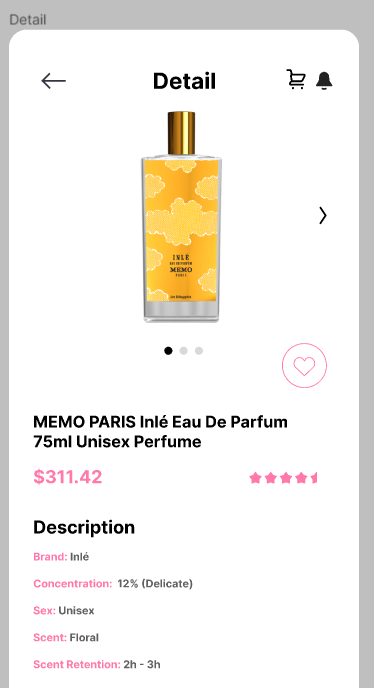 Detail
Detail
INLÉ
EAU DE PARFUM
MEMO
PARIS
MEMO PARIS Inlé Eau De Parfum
75ml Unisex Perfume
$311.42
Description
Brand: Inlé
Concentration: 12% (Delicate)
Sex: Unisex
Scent: Floral
Scent Retention: 2h - 3h